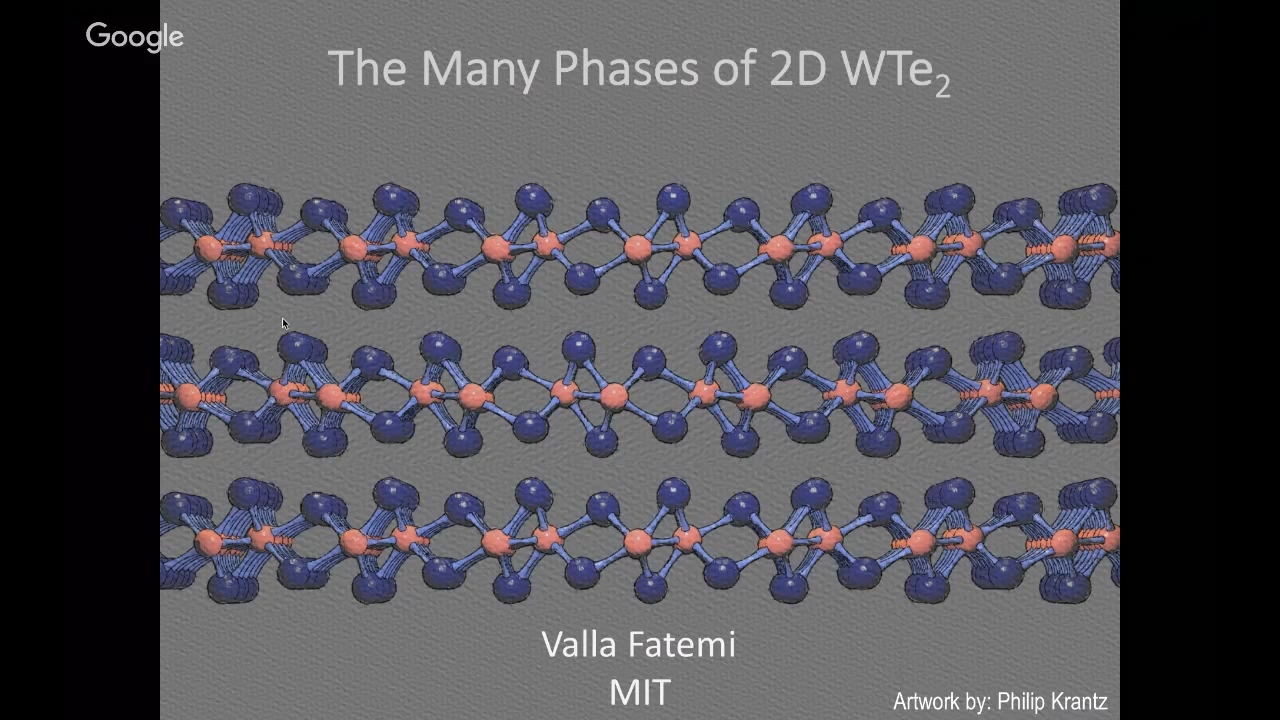 Google
The Many Phases of 2D WTe₂
Valla Fatemi
MIT
Artwork by: Philip Krantz